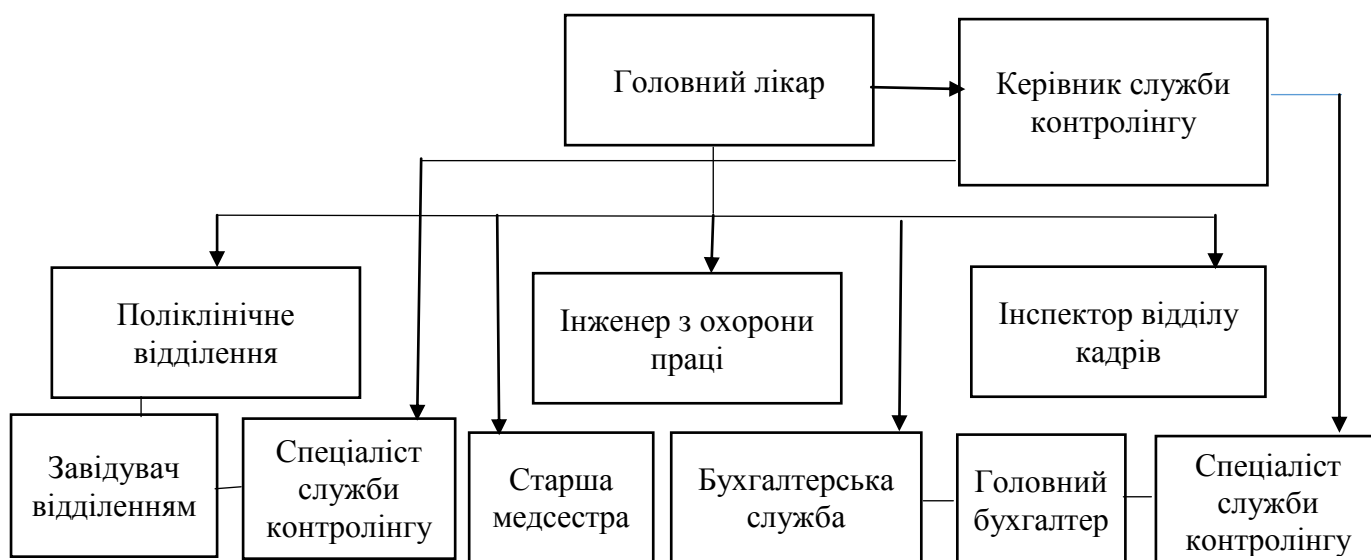 Головний лікар
Керівник служби
контролінгу
Поліклінічне
відділення
Інженер з охорони
праці
Інспектор відділу
кадрів
Завідувач
відділенням
Спеціаліст
служби
контролінгу
Старша
медсестра
Бухгалтерська
служба
Головний
бухгалтер
Спеціаліст
служби
контролінгу